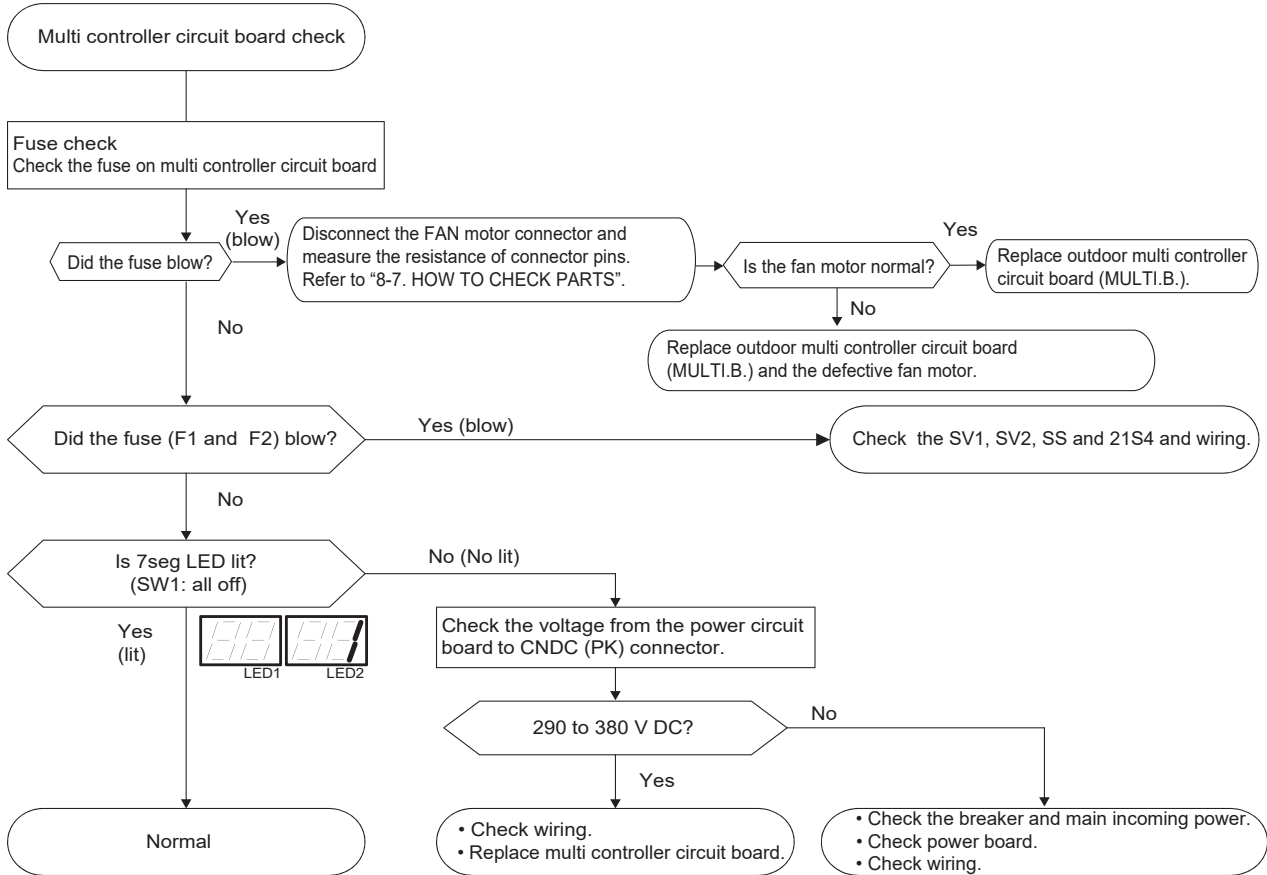 Multi controller circuit board check
Fuse check
Check the fuse on multi controller circuit board
Did the fuse blow?
Yes
(blow)
Disconnect the FAN motor connector and
measure the resistance of connector pins.
Refer to “8-7. HOW TO CHECK PARTS”.
Is the fan motor normal?
Yes
Replace outdoor multi controller
circuit board (MULTI.B.).
No
Replace outdoor multi controller circuit board
(MULTI.B.) and the defective fan motor.
No
Did the fuse (F1 and F2) blow?
Yes (blow)
Check the SV1, SV2, SS and 21S4 and wiring.
No
Is 7seg LED lit?
(SW1: all off)
No (No lit)
Yes
(lit)
LED1
LED2
Check the voltage from the power circuit
board to CNDC (PK) connector.
290 to 380 V DC?
No
Yes
Normal
• Check wiring.
• Replace multi controller circuit board.
• Check the breaker and main incoming power.
• Check power board.
• Check wiring.